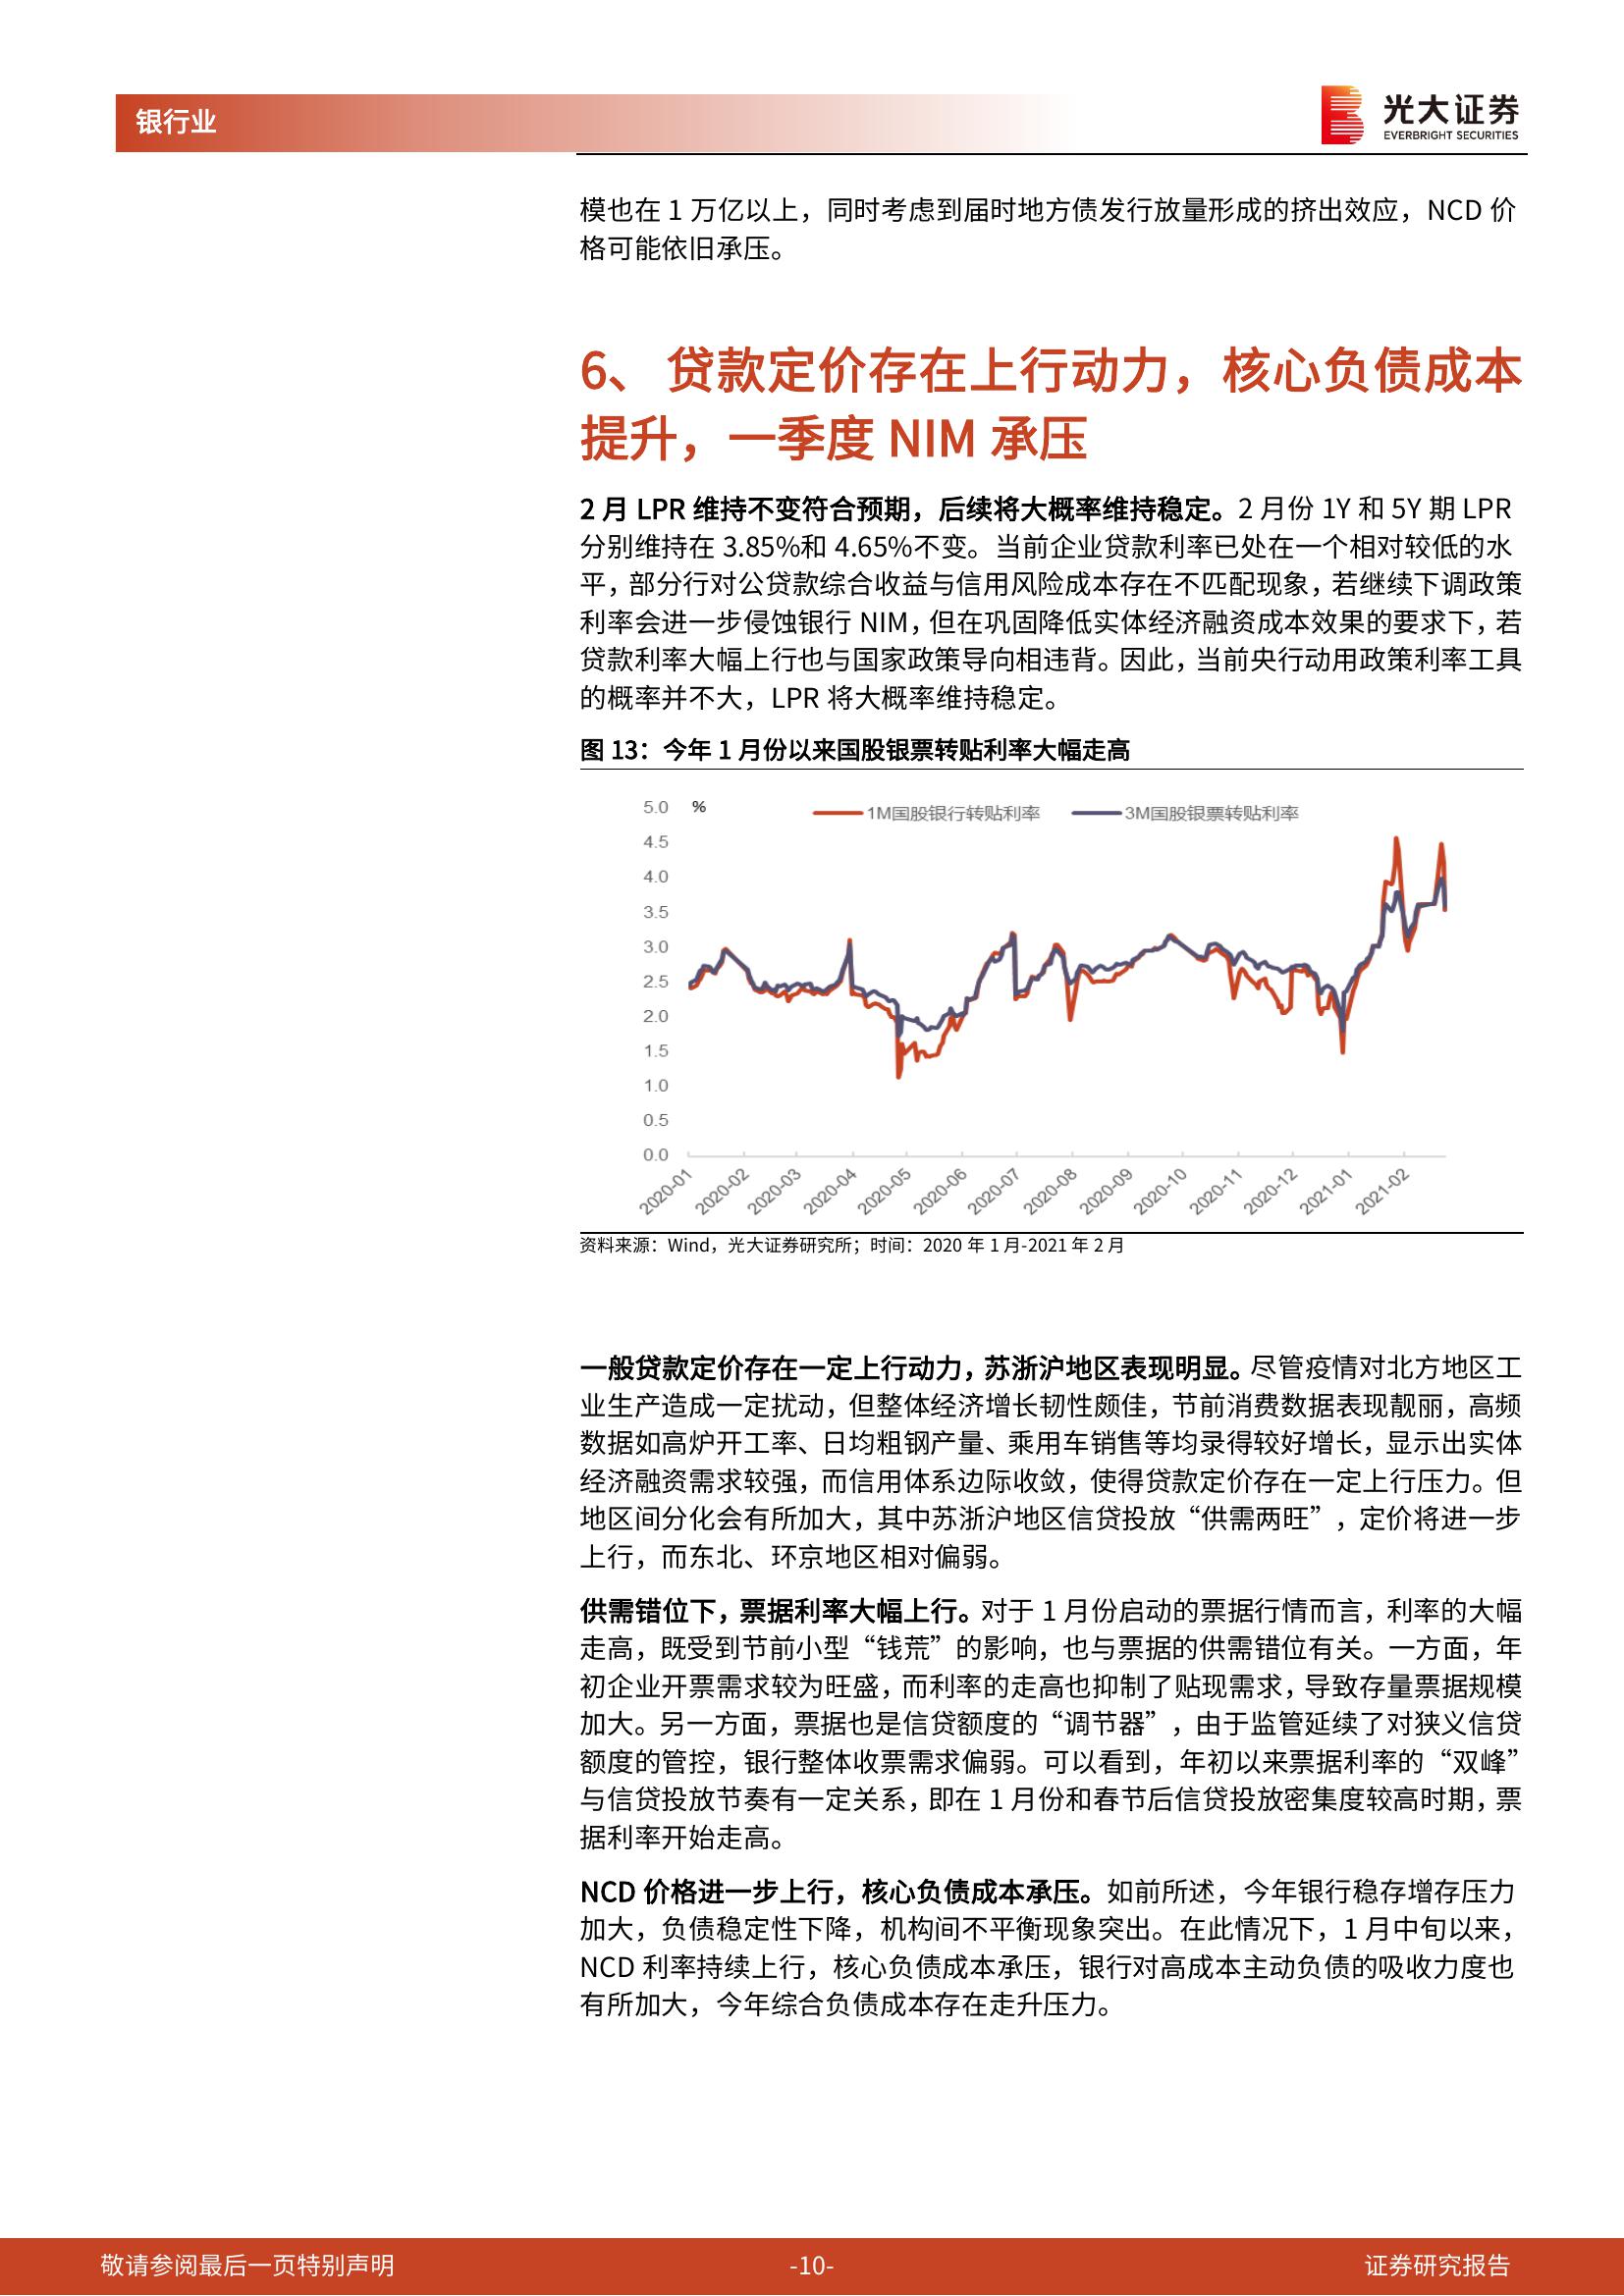 银行业
光大证券
EVERBRIGHT SECURITIES
模也在 1 万亿以上，同时考虑到届时地方债发行放量形成的挤出效应，NCD 价
格可能依旧承压。
6、 贷款定价存在上行动力，核心负债成本
提升，一季度 NIM 承压
2 月 LPR 维持不变符合预期，后续将大概率维持稳定。2 月份 1Y 和 5Y 期 LPR
分别维持在 3.85%和 4.65%不变。当前企业贷款利率已处在一个相对较低的水
平，部分行对公贷款综合收益与信用风险成本存在不匹配现象，若继续下调政策
利率会进一步侵蚀银行 NIM，但在巩固降低实体经济融资成本效果的要求下，若
贷款利率大幅上行也与国家政策导向相违背。因此，当前央行动用政策利率工具
的概率并不大，LPR 将大概率维持稳定。
图 13：今年 1 月份以来国股银票转贴利率大幅走高
5.0 % 1M国股银行转贴利率 3M国股银票转贴利率
4.5
4.0
3.5
3.0
2.5
2.0
1.5
1.0
0.5
0.0
2020-01 2020-02 2020-03 2020-04 2020-05 2020-06 2020-07 2020-08 2020-09 2020-10 2020-11 2020-12 2021-01 2021-02
资料来源：Wind，光大证券研究所；时间：2020 年 1 月-2021 年 2 月
一般贷款定价存在一定上行动力，苏浙沪地区表现明显。尽管疫情对北方地区工
业生产造成一定扰动，但整体经济增长韧性颇佳，节前消费数据表现靓丽，高频
数据如高炉开工率、日均粗钢产量、乘用车销售等均录得较好增长，显示出实体
经济融资需求较强，而信用体系边际收敛，使得贷款定价存在一定上行压力。但
地区间分化会有所加大，其中苏浙沪地区信贷投放“供需两旺”，定价将进一步
上行，而东北、环京地区相对偏弱。
供需错位下，票据利率大幅上行。对于 1 月份启动的票据行情而言，利率的大幅
走高，既受到节前小型“钱荒”的影响，也与票据的供需错位有关。一方面，年
初企业开票需求较为旺盛，而利率的走高也抑制了贴现需求，导致存量票据规模
加大。另一方面，票据也是信贷额度的“调节器”，由于监管延续了对狭义信贷
额度的管控，银行整体收票需求偏弱。可以看到，年初以来票据利率的“双峰”
与信贷投放节奏有一定关系，即在 1 月份和春节后信贷投放密集度较高时期，票
据利率开始走高。
NCD 价格进一步上行，核心负债成本承压。如前所述，今年银行稳存增存压力
加大，负债稳定性下降，机构间不平衡现象突出。在此情况下，1 月中旬以来，
NCD 利率持续上行，核心负债成本承压，银行对高成本主动负债的吸收力度也
有所加大，今年综合负债成本存在走升压力。
敬请参阅最后一页特别声明 -10- 证券研究报告